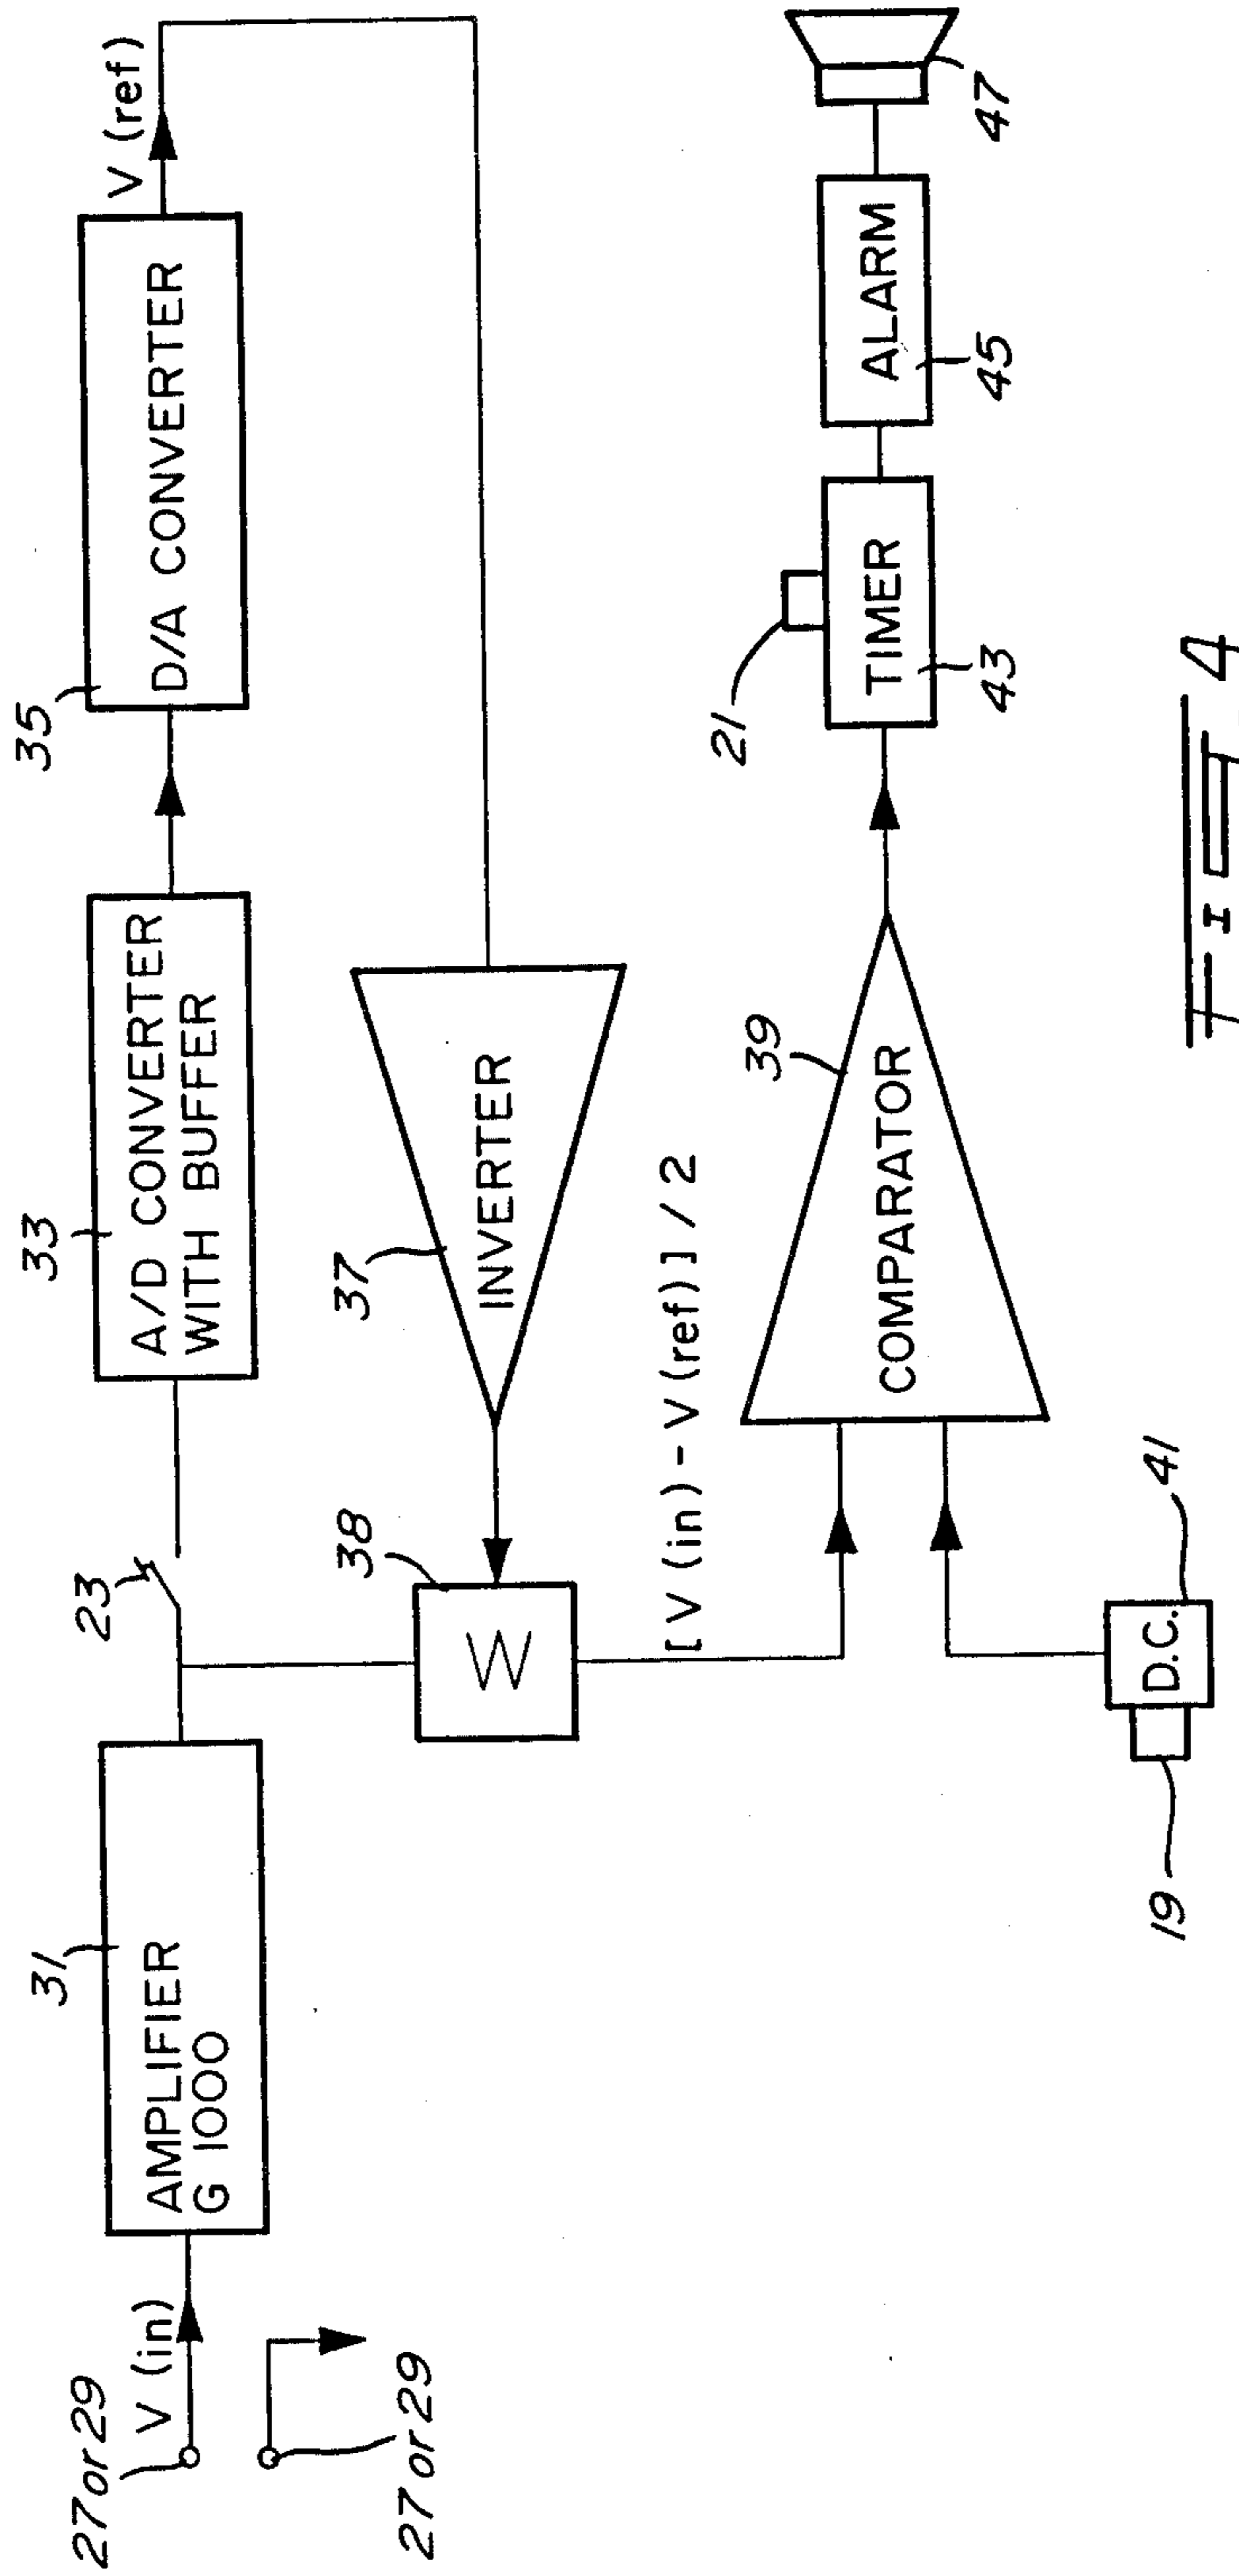 27 or 29
V (in)
31
AMPLIFIER
G 1000
23
33
A/D CONVERTER
WITH BUFFER
35
D/A CONVERTER
V (ref)
27 or 29
38
Σ
37
INVERTER
[V (in) - V (ref)] / 2
39
COMPARATOR
21
TIMER
43
ALARM
45
47
19
D.C.
41
FIG. 4